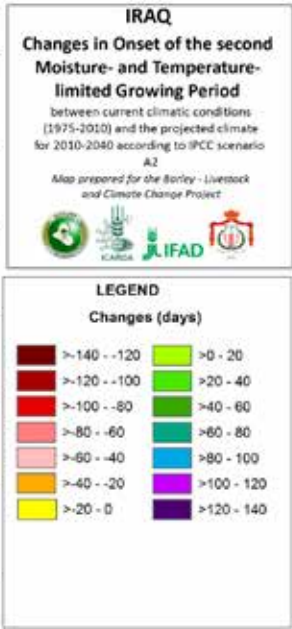 IRAQ
Changes in Onset of the second
Moisture- and Temperature-
limited Growing Period
between current climatic conditions
(1975-2010) and the projected climate
for 2010-2040 according to IPCC scenario
A2
Map prepared for the Barley - Livestock
and Climate Change Project
ICARDA
IFAD
LEGEND
Changes (days)
>-140 - -120
>-120 - -100
>-100 - -80
>-80 - -60
>-60 - -40
>-40 - -20
>-20 - 0
>0 - 20
>20 - 40
>40 - 60
>60 - 80
>80 - 100
>100 - 120
>120 - 140